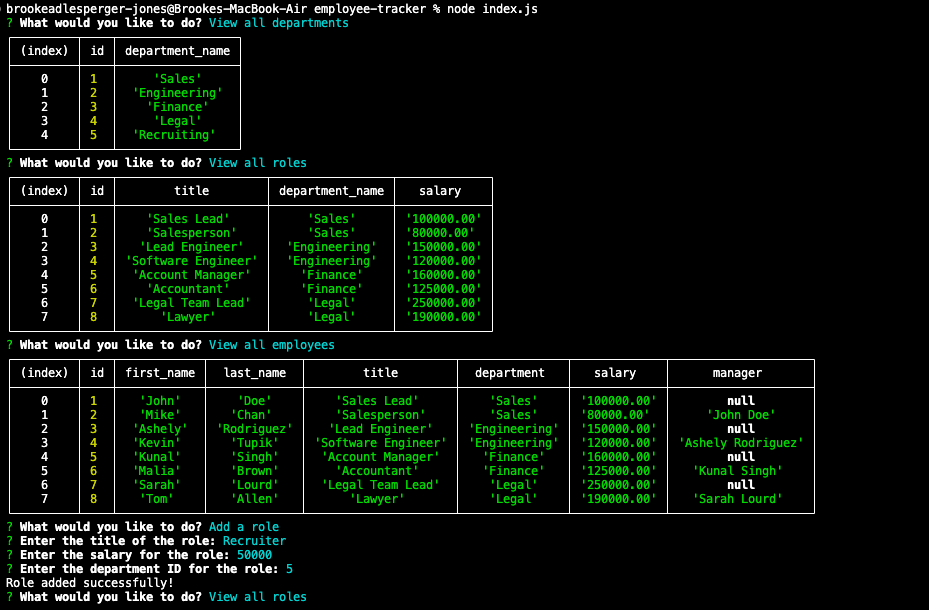 brookeadlesperger-jones@Brookes-MacBook-Air employee-tracker % node index.js
? What would you like to do? View all departments
(index) id department_name
0 1 'Sales'
1 2 'Engineering'
2 3 'Finance'
3 4 'Legal'
4 5 'Recruiting'
? What would you like to do? View all roles
(index) id title department_name salary
0 1 'Sales Lead' 'Sales' '100000.00'
1 2 'Salesperson' 'Sales' '80000.00'
2 3 'Lead Engineer' 'Engineering' '150000.00'
3 4 'Software Engineer' 'Engineering' '120000.00'
4 5 'Account Manager' 'Finance' '160000.00'
5 6 'Accountant' 'Finance' '125000.00'
6 7 'Legal Team Lead' 'Legal' '250000.00'
7 8 'Lawyer' 'Legal' '190000.00'
? What would you like to do? View all employees
(index) id first_name last_name title department salary manager
0 1 'John' 'Doe' 'Sales Lead' 'Sales' '100000.00' null
1 2 'Mike' 'Chan' 'Salesperson' 'Sales' '80000.00' 'John Doe'
2 3 'Ashely' 'Rodriguez' 'Lead Engineer' 'Engineering' '150000.00' null
3 4 'Kevin' 'Tupik' 'Software Engineer' 'Engineering' '120000.00' 'Ashely Rodriguez'
4 5 'Kunal' 'Singh' 'Account Manager' 'Finance' '160000.00' null
5 6 'Malia' 'Brown' 'Accountant' 'Finance' '125000.00' 'Kunal Singh'
6 7 'Sarah' 'Lourd' 'Legal Team Lead' 'Legal' '250000.00' null
7 8 'Tom' 'Allen' 'Lawyer' 'Legal' '190000.00' 'Sarah Lourd'
? What would you like to do? Add a role
? Enter the title of the role: Recruiter
? Enter the salary for the role: 50000
? Enter the department ID for the role: 5
Role added successfully!
? What would you like to do? View all roles